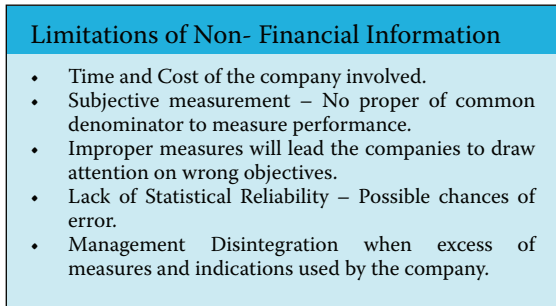 Limitations of Non- Financial Information
• Time and Cost of the company involved.
• Subjective measurement – No proper of common
denominator to measure performance.
• Improper measures will lead the companies to draw
attention on wrong objectives.
• Lack of Statistical Reliability – Possible chances of
error.
• Management Disintegration when excess of
measures and indications used by the company.